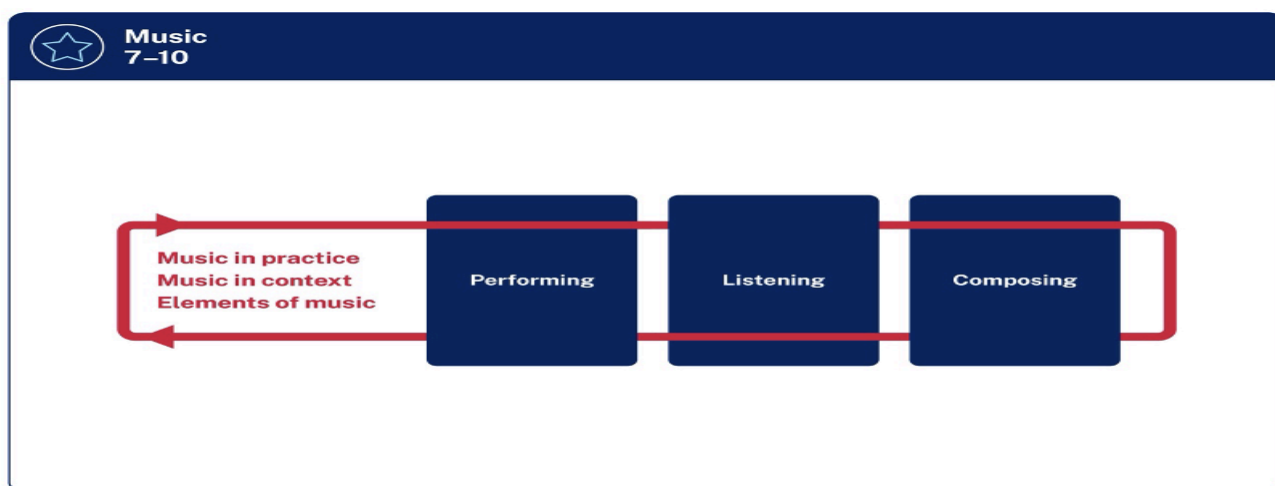 Music
7–10
Music in practice
Music in context
Elements of music
Performing
Listening
Composing